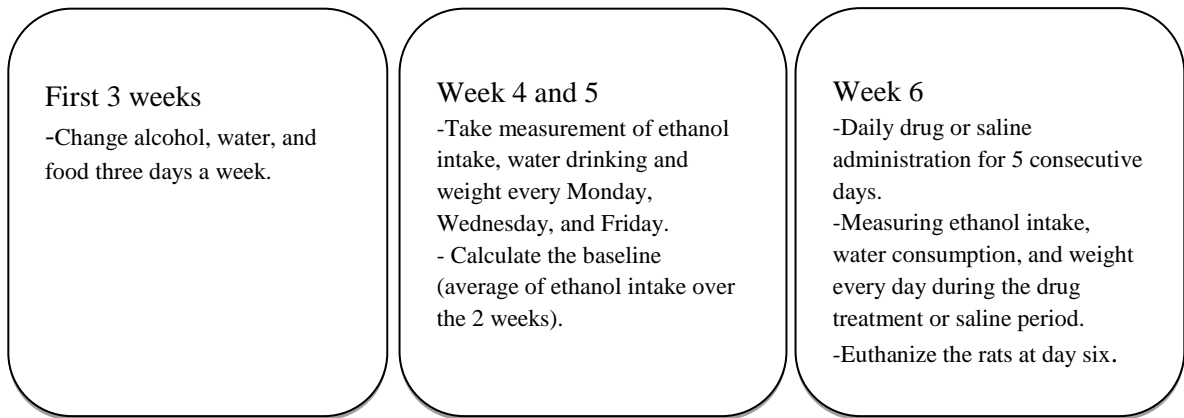 First 3 weeks
-Change alcohol, water, and
food three days a week.
Week 4 and 5
-Take measurement of ethanol
intake, water drinking and
weight every Monday,
Wednesday, and Friday.
- Calculate the baseline
(average of ethanol intake over
the 2 weeks).
Week 6
-Daily drug or saline
administration for 5 consecutive
days.
-Measuring ethanol intake,
water consumption, and weight
every day during the drug
treatment or saline period.
-Euthanize the rats at day six.